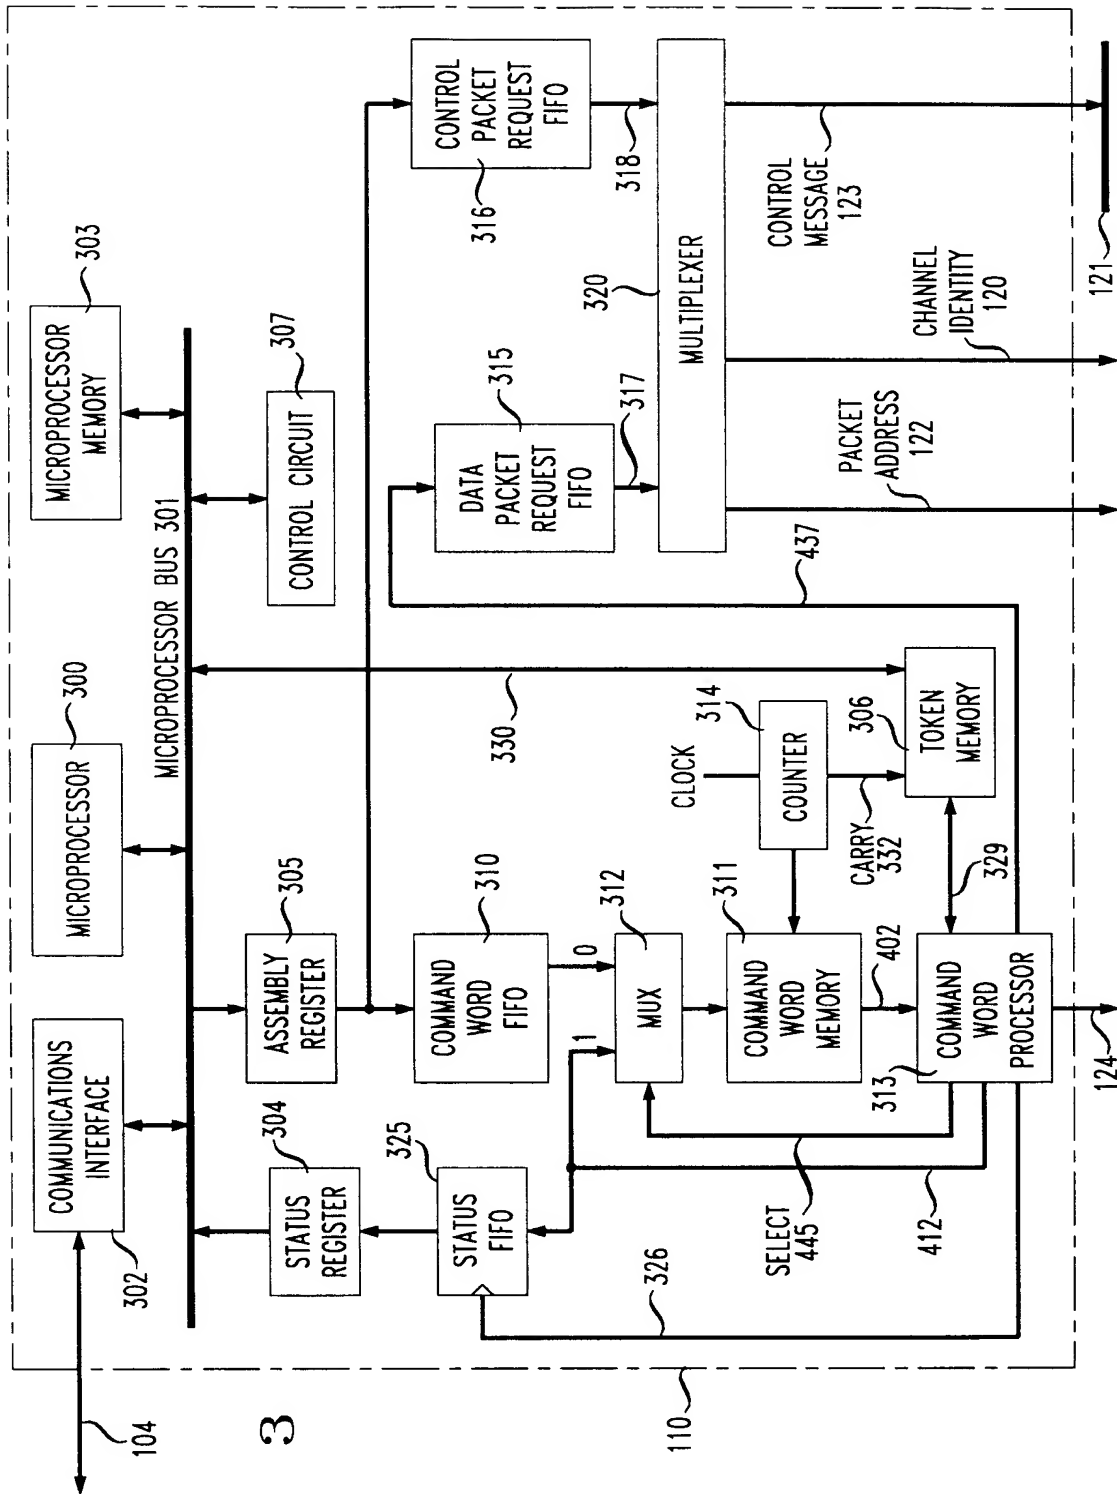 3
104
COMMUNICATIONS
INTERFACE
302
MICROPROCESSOR
300
MICROPROCESSOR
MEMORY
303
MICROPROCESSOR BUS 301
STATUS
REGISTER
304
ASSEMBLY
REGISTER
305
CONTROL CIRCUIT
307
STATUS
FIFO
325
COMMAND
WORD
FIFO
310
330
DATA
PACKET
REQUEST
FIFO
315
CONTROL
PACKET
REQUEST
FIFO
316
326
1
0
MUX
312
317
318
SELECT
445
CLOCK
COUNTER
314
437
MULTIPLEXER
320
COMMAND
WORD
MEMORY
311
CARRY
332
402
412
COMMAND
WORD
PROCESSOR
313
329
TOKEN
MEMORY
306
PACKET
ADDRESS
122
CHANNEL
IDENTITY
120
CONTROL
MESSAGE
123
110
124
121